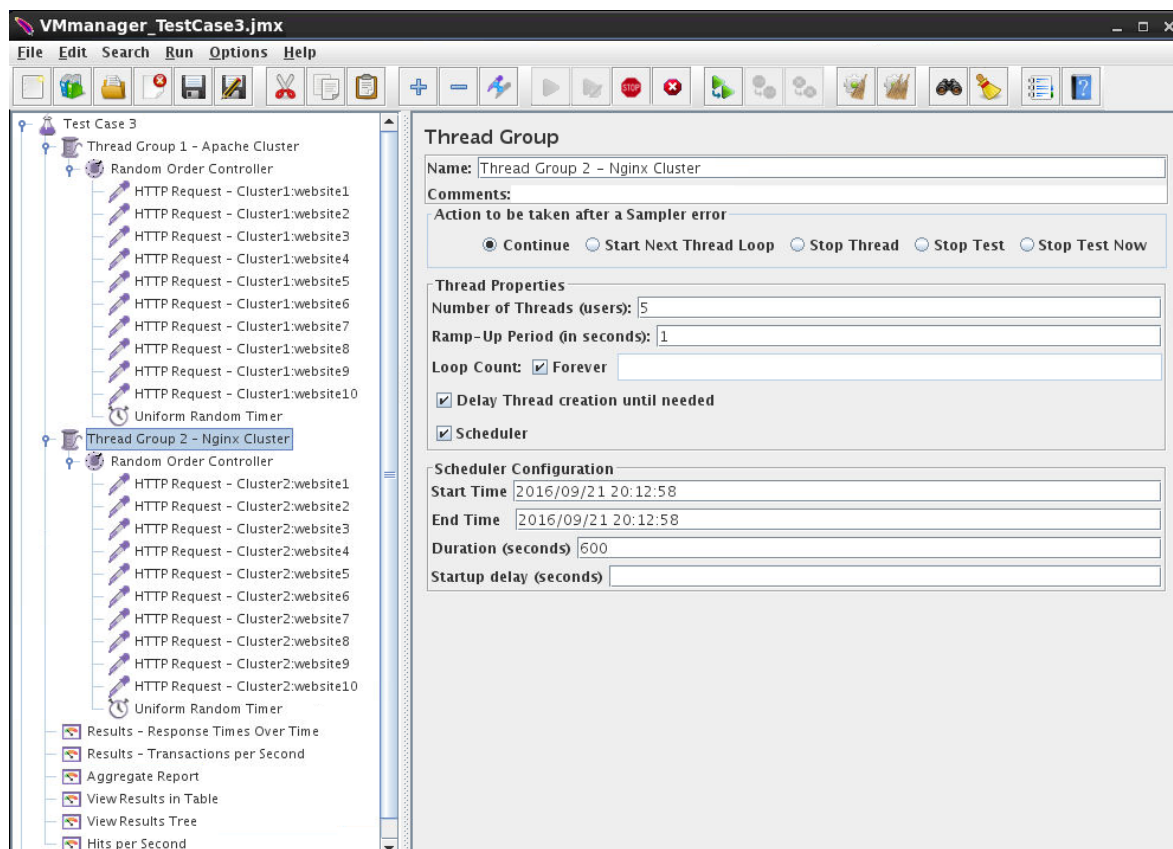 VMmanager_TestCase3.jmx
File Edit Search Run Options Help
STOP
?
Test Case 3
Thread Group 1 - Apache Cluster
Random Order Controller
HTTP Request - Cluster1:website1
HTTP Request - Cluster1:website2
HTTP Request - Cluster1:website3
HTTP Request - Cluster1:website4
HTTP Request - Cluster1:website5
HTTP Request - Cluster1:website6
HTTP Request - Cluster1:website7
HTTP Request - Cluster1:website8
HTTP Request - Cluster1:website9
HTTP Request - Cluster1:website10
Uniform Random Timer
Thread Group 2 - Nginx Cluster
Random Order Controller
HTTP Request - Cluster2:website1
HTTP Request - Cluster2:website2
HTTP Request - Cluster2:website3
HTTP Request - Cluster2:website4
HTTP Request - Cluster2:website5
HTTP Request - Cluster2:website6
HTTP Request - Cluster2:website7
HTTP Request - Cluster2:website8
HTTP Request - Cluster2:website9
HTTP Request - Cluster2:website10
Uniform Random Timer
Results - Response Times Over Time
Results - Transactions per Second
Aggregate Report
View Results in Table
View Results Tree
Hits per Second
Thread Group
Name: Thread Group 2 - Nginx Cluster
Comments:
Action to be taken after a Sampler error
Continue Start Next Thread Loop Stop Thread Stop Test Stop Test Now
Thread Properties
Number of Threads (users): 5
Ramp-Up Period (in seconds): 1
Loop Count: Forever
Delay Thread creation until needed
Scheduler
Scheduler Configuration
Start Time 2016/09/21 20:12:58
End Time 2016/09/21 20:12:58
Duration (seconds) 600
Startup delay (seconds)